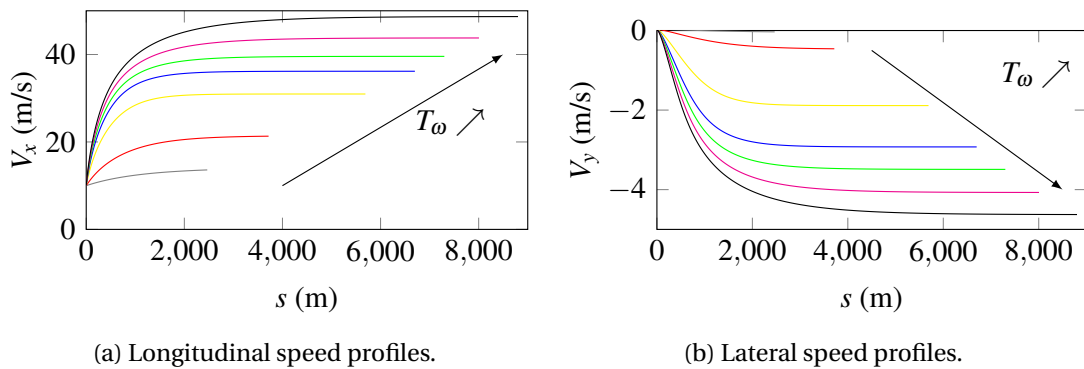 40
20
0
V_x (m/s)
T_ω ↗
0 2,000 4,000 6,000 8,000
s (m)
(a) Longitudinal speed profiles.
0
−2
−4
V_y (m/s)
T_ω ↗
0 2,000 4,000 6,000 8,000
s (m)
(b) Lateral speed profiles.